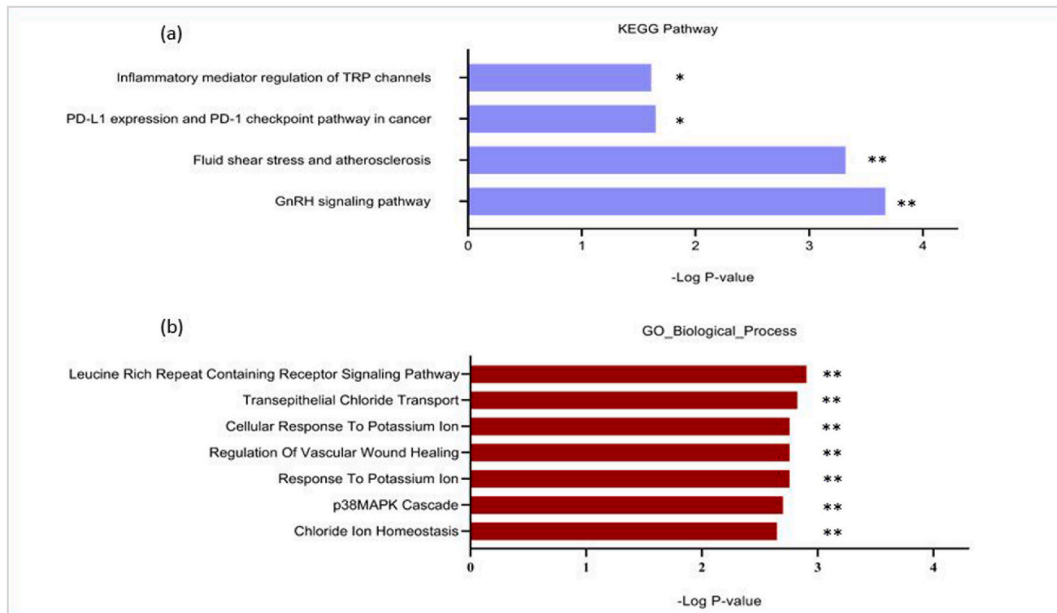 (a)
KEGG Pathway
Inflammatory mediator regulation of TRP channels
*
PD-L1 expression and PD-1 checkpoint pathway in cancer
*
Fluid shear stress and atherosclerosis
**
GnRH signaling pathway
**
0 1 2 3 4
-Log P-value
(b)
GO_Biological_Process
Leucine Rich Repeat Containing Receptor Signaling Pathway
**
Transepithelial Chloride Transport
**
Cellular Response To Potassium Ion
**
Regulation Of Vascular Wound Healing
**
Response To Potassium Ion
**
p38MAPK Cascade
**
Chloride Ion Homeostasis
**
0 1 2 3 4
-Log P-value